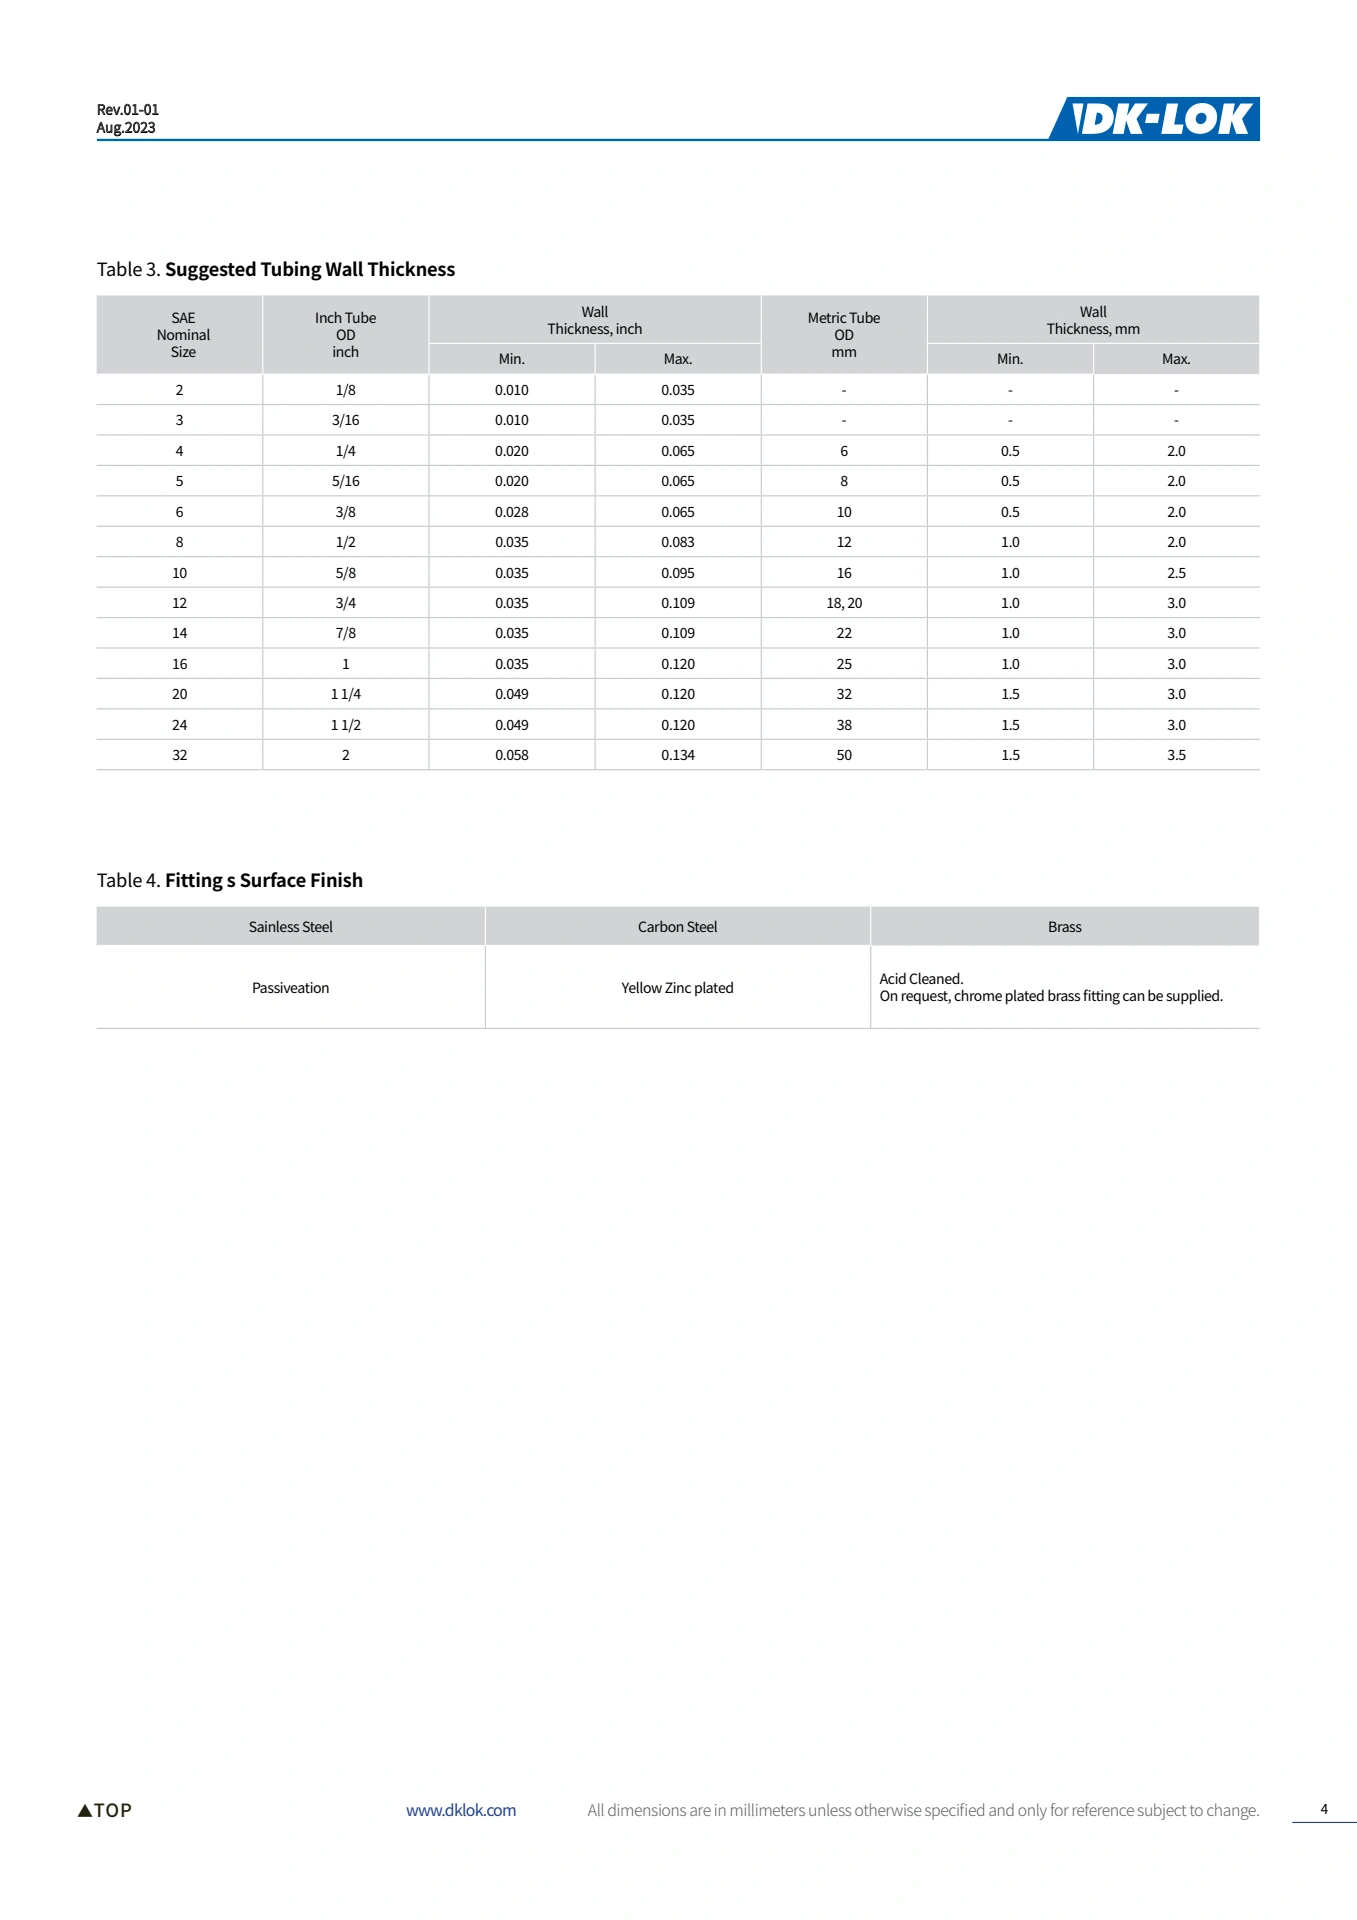 Rev.01-01
Aug.2023
DK-LOK
Table 3. Suggested Tubing Wall Thickness
SAE Nominal Size Inch Tube OD inch Wall Thickness, inch Metric Tube OD mm Wall Thickness, mm
Min. Max. Min. Max.
2 1/8 0.010 0.035 - - -
3 3/16 0.010 0.035 - - -
4 1/4 0.020 0.065 6 0.5 2.0
5 5/16 0.020 0.065 8 0.5 2.0
6 3/8 0.028 0.065 10 0.5 2.0
8 1/2 0.035 0.083 12 1.0 2.0
10 5/8 0.035 0.095 16 1.0 2.5
12 3/4 0.035 0.109 18, 20 1.0 3.0
14 7/8 0.035 0.109 22 1.0 3.0
16 1 0.035 0.120 25 1.0 3.0
20 1 1/4 0.049 0.120 32 1.5 3.0
24 1 1/2 0.049 0.120 38 1.5 3.0
32 2 0.058 0.134 50 1.5 3.5
Table 4. Fitting s Surface Finish
Sainless Steel Carbon Steel Brass
Passiveation Yellow Zinc plated Acid Cleaned.
On request, chrome plated brass fitting can be supplied.
▲TOP www.dklok.com All dimensions are in millimeters unless otherwise specified and only for reference subject to change. 4